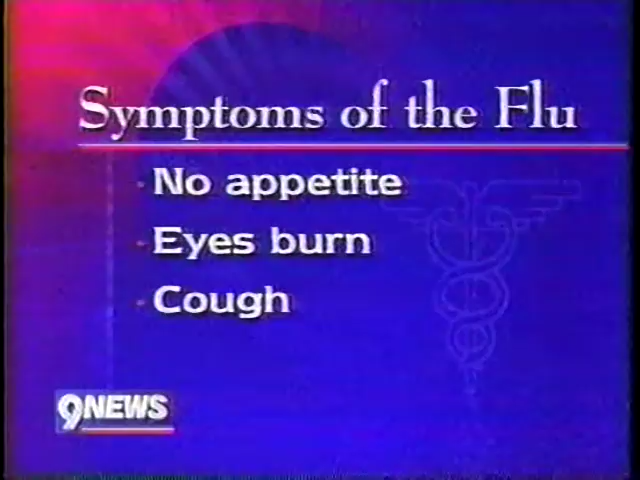 Symptoms of the Flu
- No appetite
- Eyes burn
- Cough
9NEWS